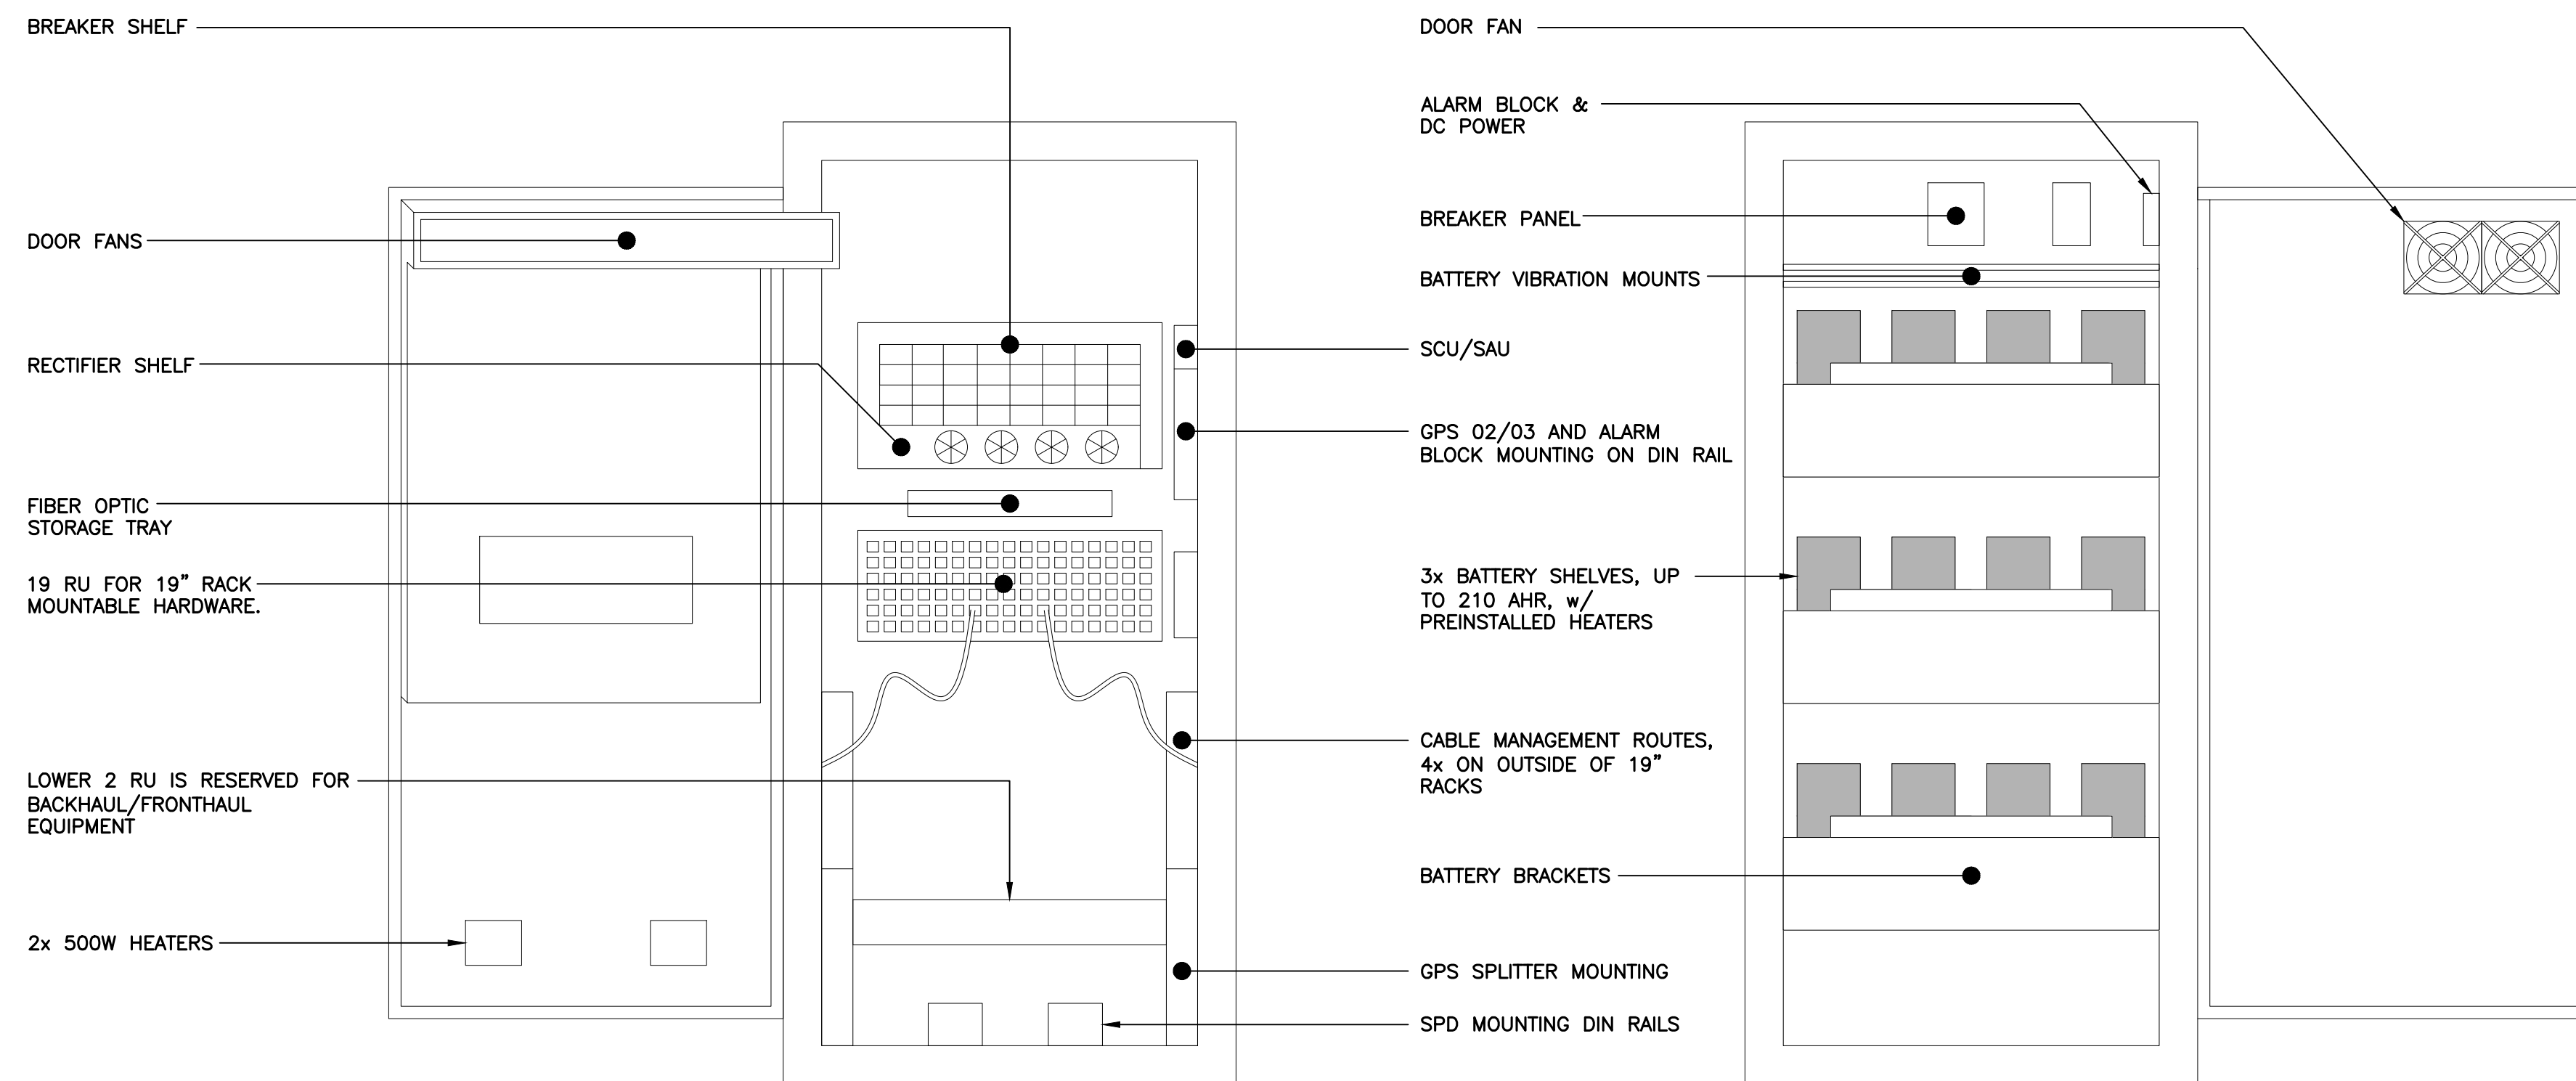 BREAKER SHELF
DOOR FANS
RECTIFIER SHELF
FIBER OPTIC
STORAGE TRAY
19 RU FOR 19” RACK
MOUNTABLE HARDWARE.
LOWER 2 RU IS RESERVED FOR
BACKHAUL/FRONTHAUL
EQUIPMENT
2x 500W HEATERS
DOOR FAN
ALARM BLOCK &
DC POWER
BREAKER PANEL
BATTERY VIBRATION MOUNTS
SCU/SAU
GPS 02/03 AND ALARM
BLOCK MOUNTING ON DIN RAIL
3x BATTERY SHELVES, UP
TO 210 AHR, w/
PREINSTALLED HEATERS
CABLE MANAGEMENT ROUTES,
4x ON OUTSIDE OF 19”
RACKS
BATTERY BRACKETS
GPS SPLITTER MOUNTING
SPD MOUNTING DIN RAILS